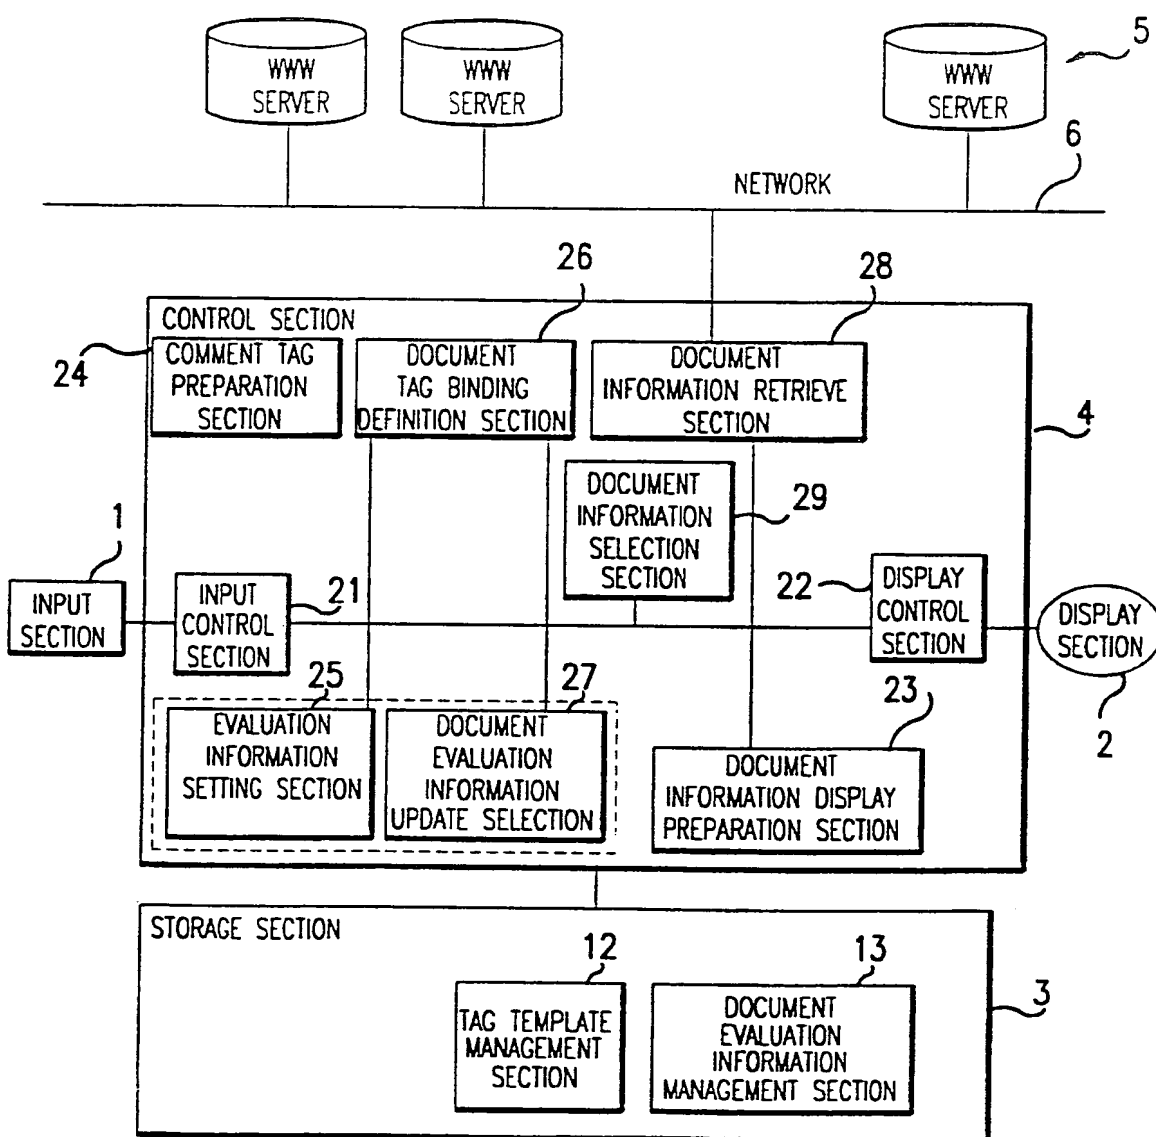 WWW
SERVER
WWW
SERVER
WWW
SERVER
5
6
NETWORK
26
28
CONTROL SECTION
24
COMMENT TAG
PREPARATION
SECTION
DOCUMENT
TAG BINDING
DEFINITION SECTION
DOCUMENT
INFORMATION RETRIEVE
SECTION
4
DOCUMENT
INFORMATION
SELECTION
SECTION
29
1
INPUT
SECTION
21
INPUT
CONTROL
SECTION
22
DISPLAY
CONTROL
SECTION
DISPLAY
SECTION
2
25
EVALUATION
INFORMATION
SETTING SECTION
27
DOCUMENT
EVALUATION
INFORMATION
UPDATE SELECTION
23
DOCUMENT
INFORMATION DISPLAY
PREPARATION SECTION
STORAGE SECTION
12
TAG TEMPLATE
MANAGEMENT
SECTION
13
DOCUMENT
EVALUATION
INFORMATION
MANAGEMENT SECTION
3